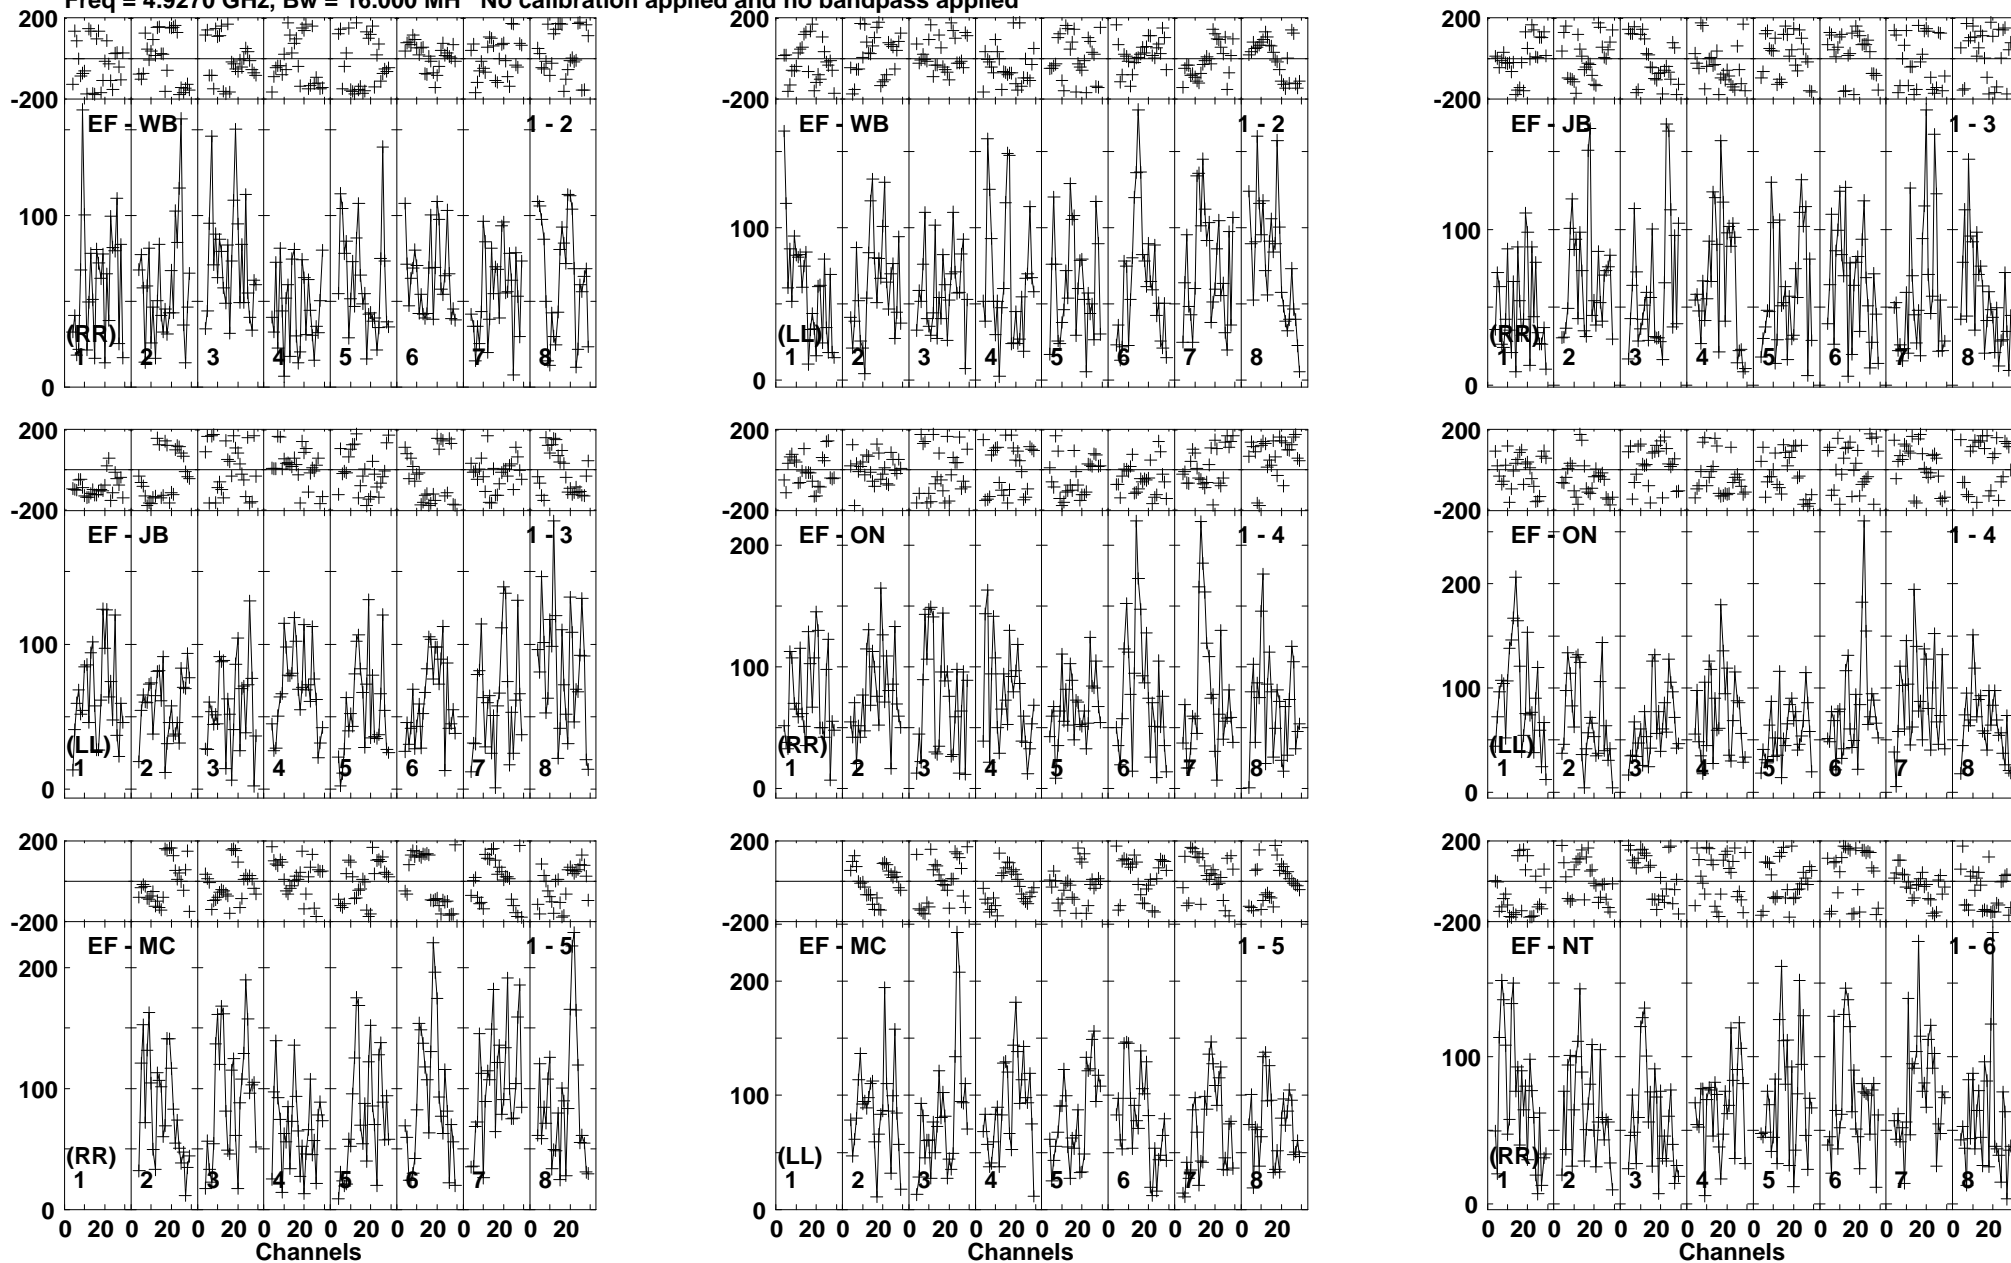 Freq = 4.9270 GHz, Bw = 16.000 MH No calibration applied and no bandpass applied
200 200 200
-200 -200 -200
EF - WB 1 - 2 EF - WB 1 - 2 EF - JB 1 - 3
100 100 100
(RR) (LL) (RR)
1 2 3 4 5 6 7 8 1 2 3 4 5 6 7 8 1 2 3 4 5 6 7 8
0 0 0
200 200 200
-200 -200 -200
EF - JB 1 - 3 EF - ON 1 - 4 EF - ON 1 - 4
200 200
100 100 100
(LL) (RR) (LL)
1 2 3 4 5 6 7 8 1 2 3 4 5 6 7 8 1 2 3 4 5 6 7 8
0 0 0
200 200 200
-200 -200 -200
EF - MC 1 - 5 EF - MC 1 - 5 EF - NT 1 - 6
200 200
100 100 100
(RR) (LL) (RR)
1 2 3 4 5 6 7 8 1 2 3 4 5 6 7 8 1 2 3 4 5 6 7 8
0 0 0
0 20 0 20 0 20 0 20 0 20 0 20 0 20 0 20 0 20 0 20 0 20 0 20 0 20 0 20 0 20 0 20 0 20 0 20 0 20 0 20 0 20 0 20 0 20 0 20
Channels Channels Channels